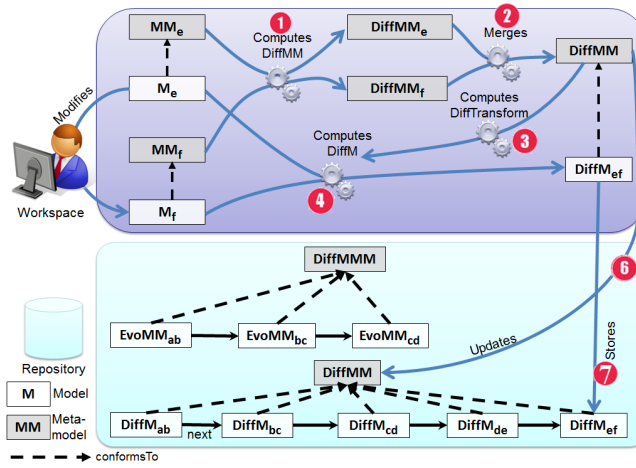 1
2
MMe
Computes
DiffMM
DiffMMe
Merges
DiffMM
Me
DiffMMf
Modifies
Computes
DiffTransform
3
MMf
Computes
DiffM
4
DiffMef
Workspace
Mf
DiffMMM
6
EvoMMab
EvoMMbc
EvoMMcd
Updates
Stores
Repository
DiffMM
7
M Model
MM Meta-
model
DiffMab
next
DiffMbc
DiffMcd
DiffMde
DiffMef
conformsTo